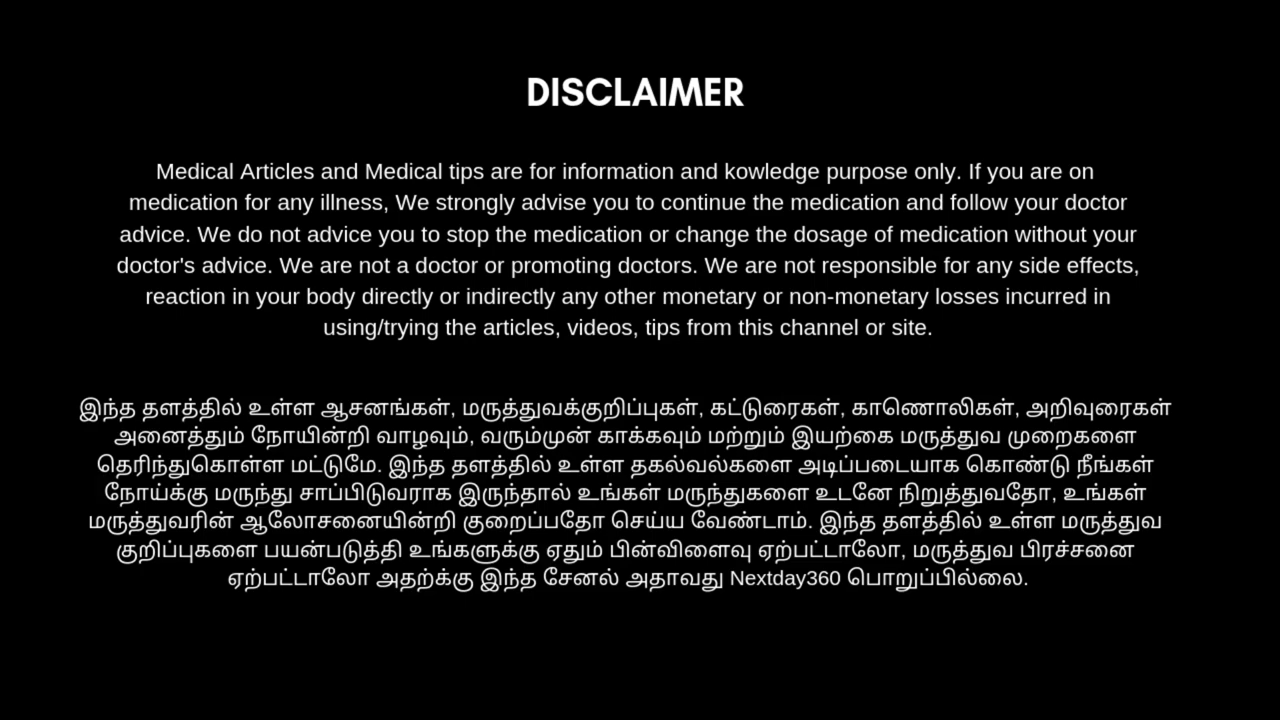 DISCLAIMER
Medical Articles and Medical tips are for information and kowledge purpose only. If you are on
medication for any illness, We strongly advise you to continue the medication and follow your doctor
advice. We do not advice you to stop the medication or change the dosage of medication without your
doctor's advice. We are not a doctor or promoting doctors. We are not responsible for any side effects,
reaction in your body directly or indirectly any other monetary or non-monetary losses incurred in
using/trying the articles, videos, tips from this channel or site.
இந்த தளத்தில் உள்ள ஆசனங்கள், மருத்துவக்குறிப்புகள், கட்டுரைகள், காணொலிகள், அறிவுரைகள்
அனைத்தும் நோயின்றி வாழவும், வரும்முன் காக்கவும் மற்றும் இயற்கை மருத்துவ முறைகளை
தெரிந்துகொள்ள மட்டுமே. இந்த தளத்தில் உள்ள தகல்வல்களை அடிப்படையாக கொண்டு நீங்கள்
நோய்க்கு மருந்து சாப்பிடுவராக இருந்தால் உங்கள் மருந்துகளை உடனே நிறுத்துவதோ, உங்கள்
மருத்துவரின் ஆலோசனையின்றி குறைப்பதோ செய்ய வேண்டாம். இந்த தளத்தில் உள்ள மருத்துவ
குறிப்புகளை பயன்படுத்தி உங்களுக்கு ஏதும் பின்விளைவு ஏற்பட்டாலோ, மருத்துவ பிரச்சனை
ஏற்பட்டாலோ அதற்க்கு இந்த சேனல் அதாவது Nextday360 பொறுப்பில்லை.